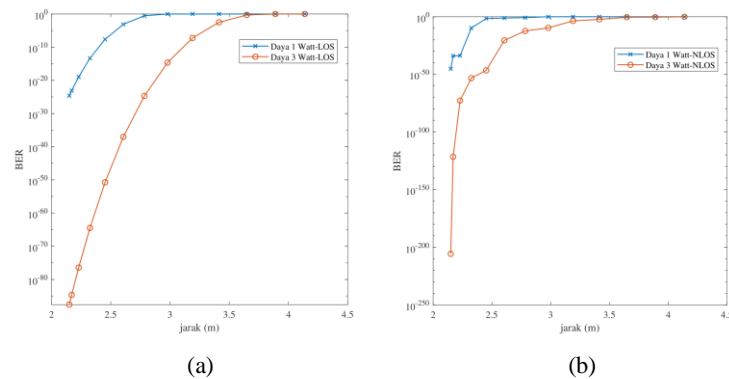 10^0
10^-10
10^-20
10^-30
10^-40
10^-50
10^-60
10^-70
10^-80
BER
Daya 1 Watt-LOS
Daya 3 Watt-LOS
2 2.5 3 3.5 4 4.5
jarak (m)
(a)
10^0
10^-50
10^-100
10^-150
10^-200
10^-250
BER
Daya 1 Watt-NLOS
Daya 3 Watt-NLOS
2 2.5 3 3.5 4 4.5
jarak (m)
(b)